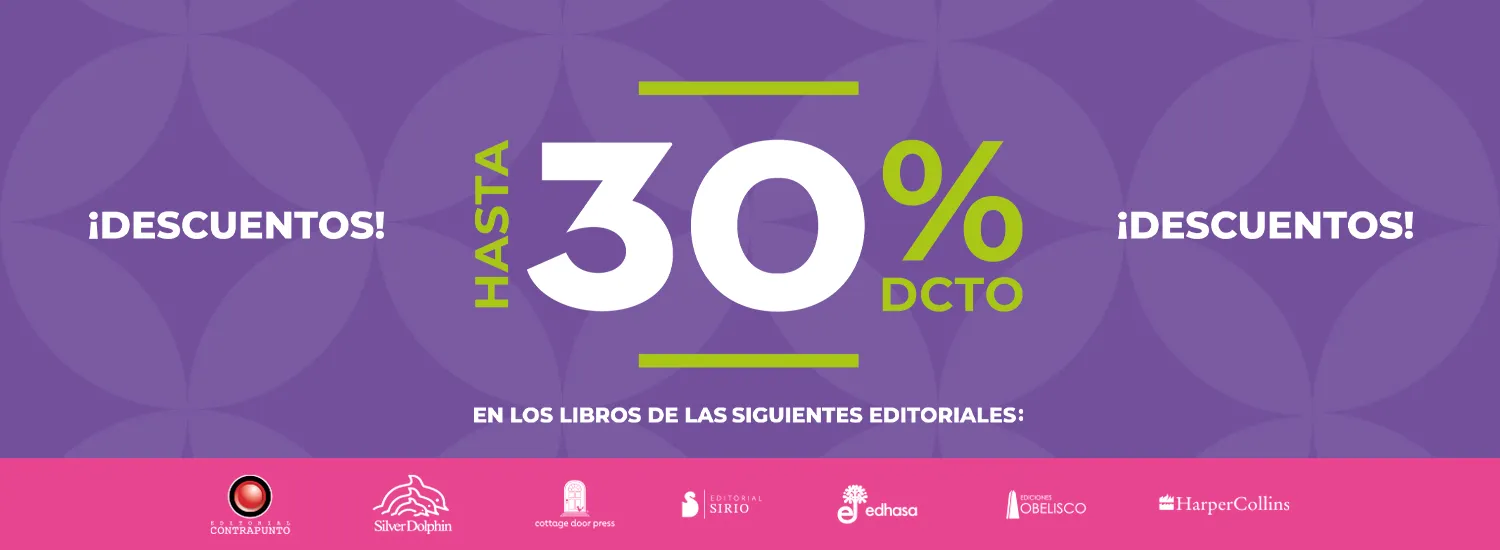 ¡DESCUENTOS!
HASTA
30%
DCTO
¡DESCUENTOS!
EN LOS LIBROS DE LAS SIGUIENTES EDITORIALES:
EDITORIAL
CONTRAPUNTO
SilverDolphin
cottage door press
EDITORIAL
SIRIO
edhasa
EDICIONES
OBELISCO
HarperCollins